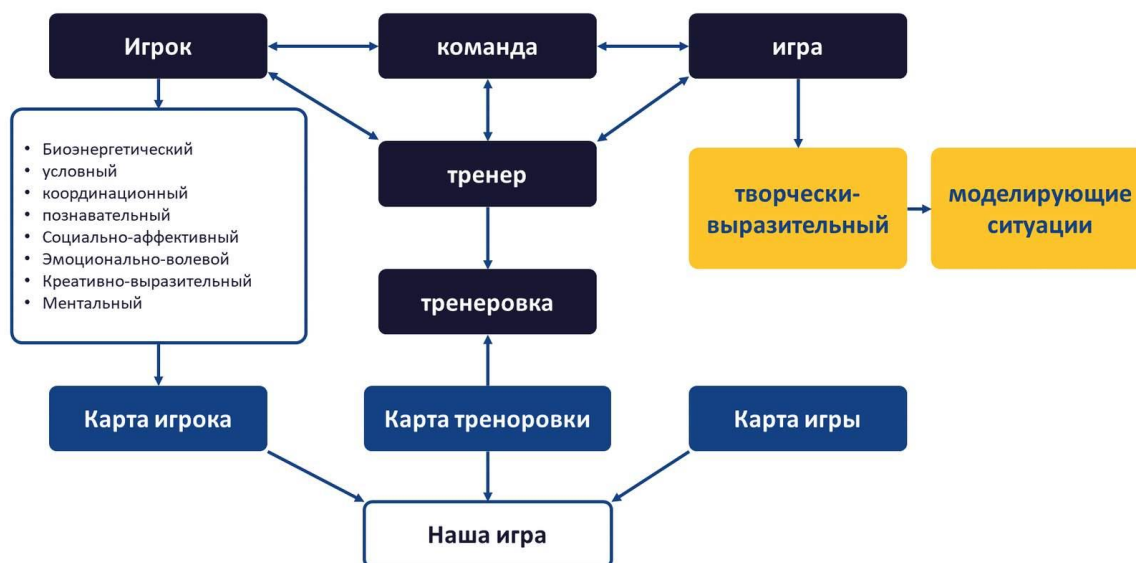 Игрок
команда
игра
Биоэнергетический
условный
координационный
познавательный
Социально-аффективный
Эмоционально-волевой
Креативно-выразительный
Ментальный
тренер
творчески-
выразительный
моделирующие
ситуации
тренеровка
Карта игрока
Карта треноровки
Карта игры
Наша игра